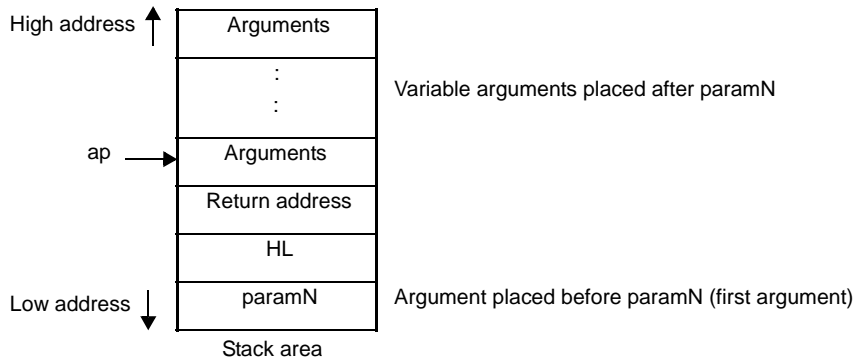 High address
Arguments
:
:
Variable arguments placed after paramN
ap
Arguments
Return address
HL
Low address
paramN
Argument placed before paramN (first argument)
Stack area